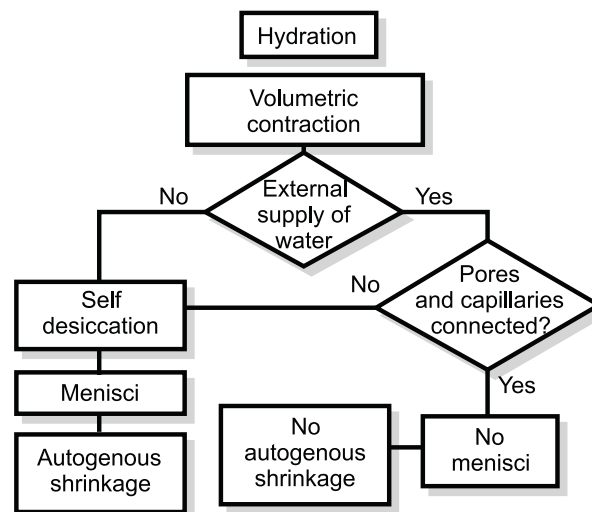 Hydration
Volumetric
contraction
No
External
supply of
water
Yes
Self
desiccation
No
Pores
and capillaries
connected?
Menisci
Yes
Autogenous
shrinkage
No
autogenous
shrinkage
No
menisci